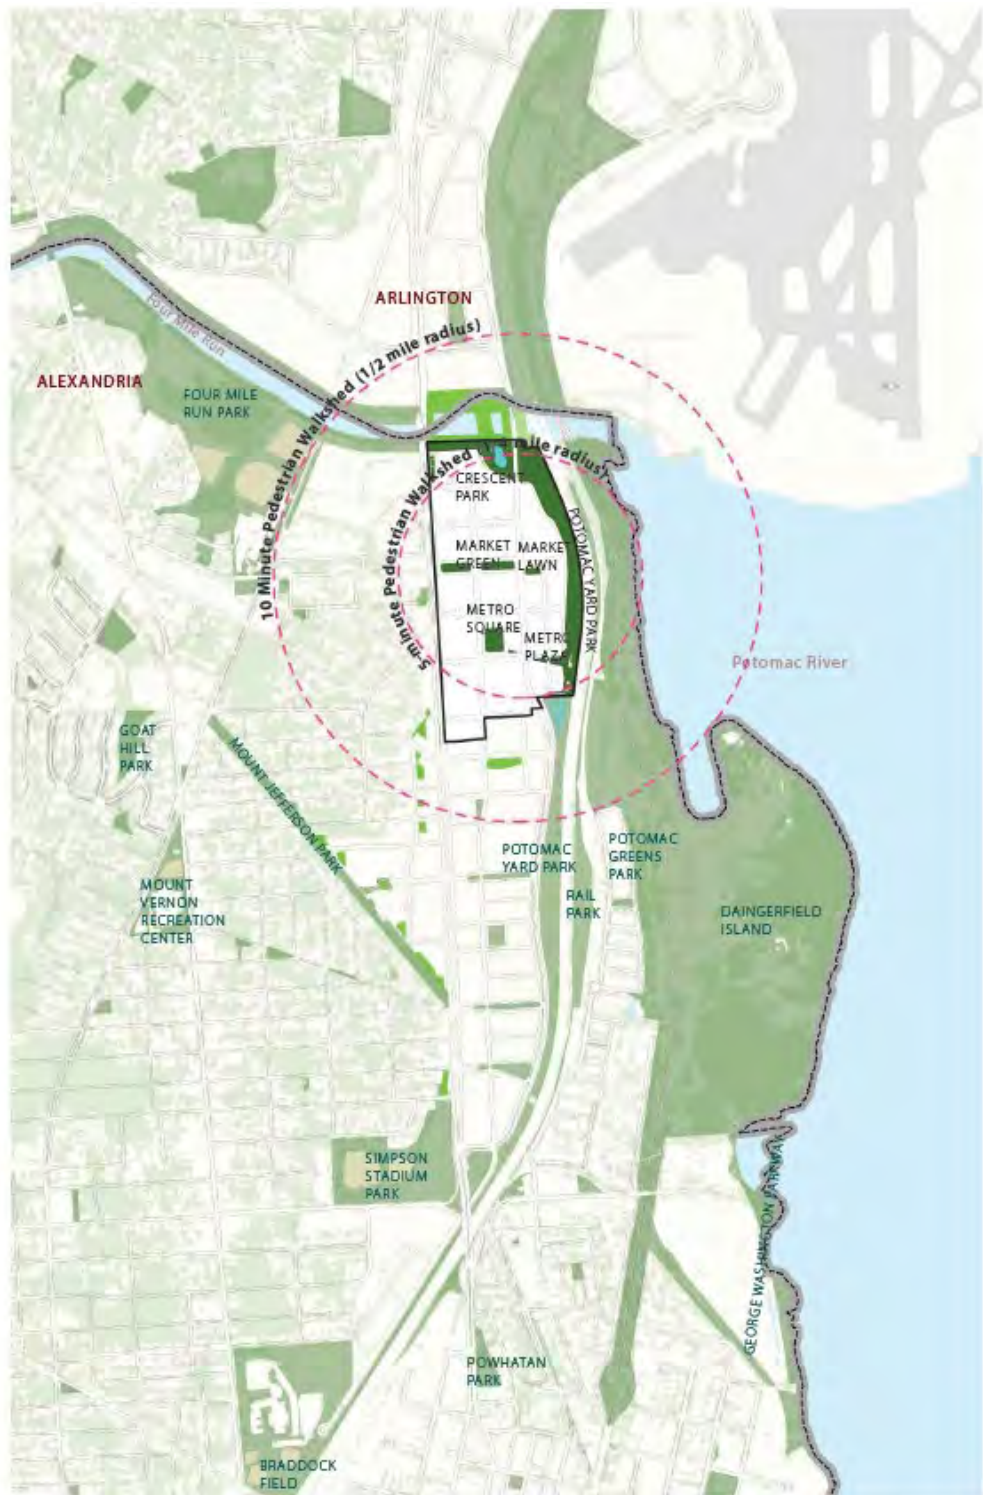 ARLINGTON
Four Mile Run
ALEXANDRIA
FOUR MILE
RUN PARK
10 Minute Pedestrian Walkshed (1/2 mile radius)
5-minute Pedestrian Walkshed (1/4 mile radius)
CRESCENT
PARK
MARKET
GREEN
MARKET
LAWN
POTOMAC YARD PARK
METRO
SQUARE
METRO
PLAZA
Potomac River
GOAT
HILL
PARK
MOUNT JEFFERSON PARK
POTOMAC
YARD PARK
POTOMAC
GREENS
PARK
RAIL
PARK
MOUNT
VERNON
RECREATION
CENTER
DAINGERFIELD
ISLAND
SIMPSON
STADIUM
PARK
GEORGE WASHINGTON PARKWAY
POWHATAN
PARK
BRADDOCK
FIELD